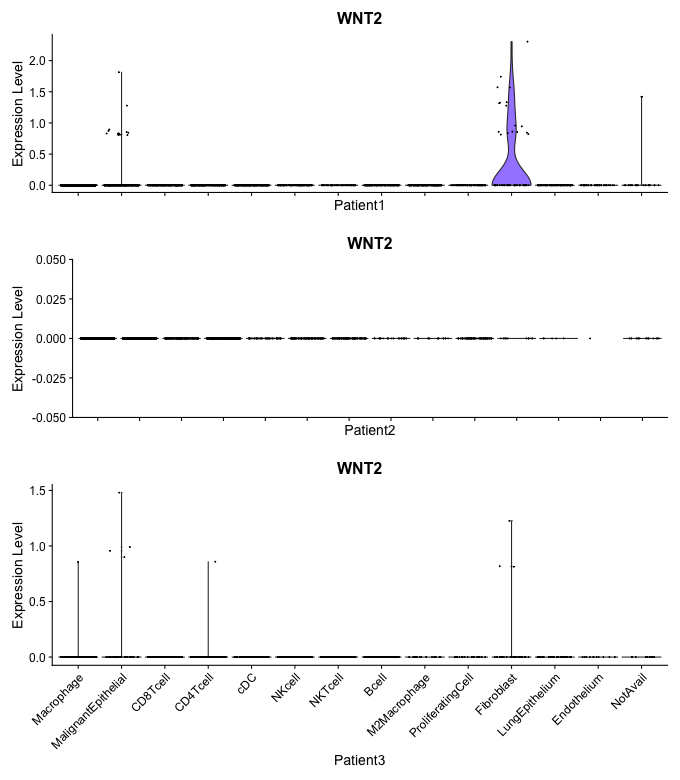 WNT2
Expression Level
2.0
1.5
1.0
0.5
0.0
Patient1
WNT2
Expression Level
0.050
0.025
0.000
-0.025
-0.050
Patient2
WNT2
Expression Level
1.5
1.0
0.5
0.0
Macrophage
MalignantEpithelial
CD8Tcell
CD4Tcell
cDC
NKcell
NKTcell
Bcell
M2Macrophage
ProliferatingCell
Fibroblast
LungEpithelium
Endothelium
NotAvail
Patient3